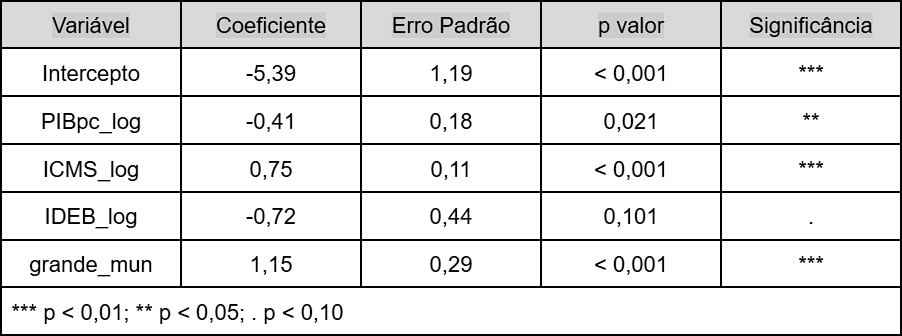 Variável Coeficiente Erro Padrão p valor Significância
Intercepto -5,39 1,19 < 0,001 ***
PIBpc_log -0,41 0,18 0,021 **
ICMS_log 0,75 0,11 < 0,001 ***
IDEB_log -0,72 0,44 0,101 .
grande_mun 1,15 0,29 < 0,001 ***
*** p < 0,01; ** p < 0,05; . p < 0,10